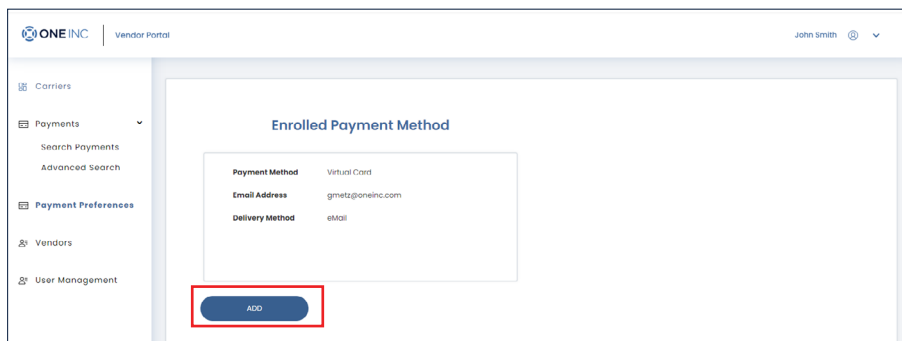 ONE INC Vendor Portal John Smith
Carriers
Payments
Search Payments
Advanced Search
Payment Preferences
Vendors
User Management
Enrolled Payment Method
Payment Method Virtual Card
Email Address gmetz@oneinc.com
Delivery Method eMail
ADD